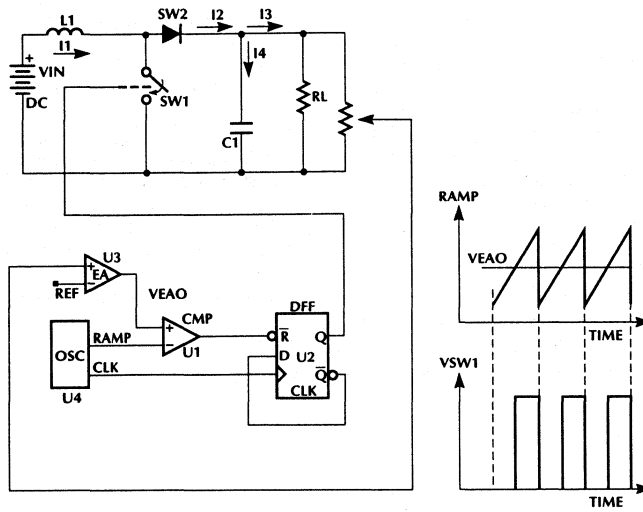 L1
I1
SW2
I2
I3
I4
+
VIN
DC
SW1
C1
RL
U3
+
EA
−
REF
VEAO
CMP
+
−
U1
OSC
RAMP
CLK
U4
DFF
R
Q
D
U2
Q
CLK
RAMP
VEAO
TIME
VSW1
TIME